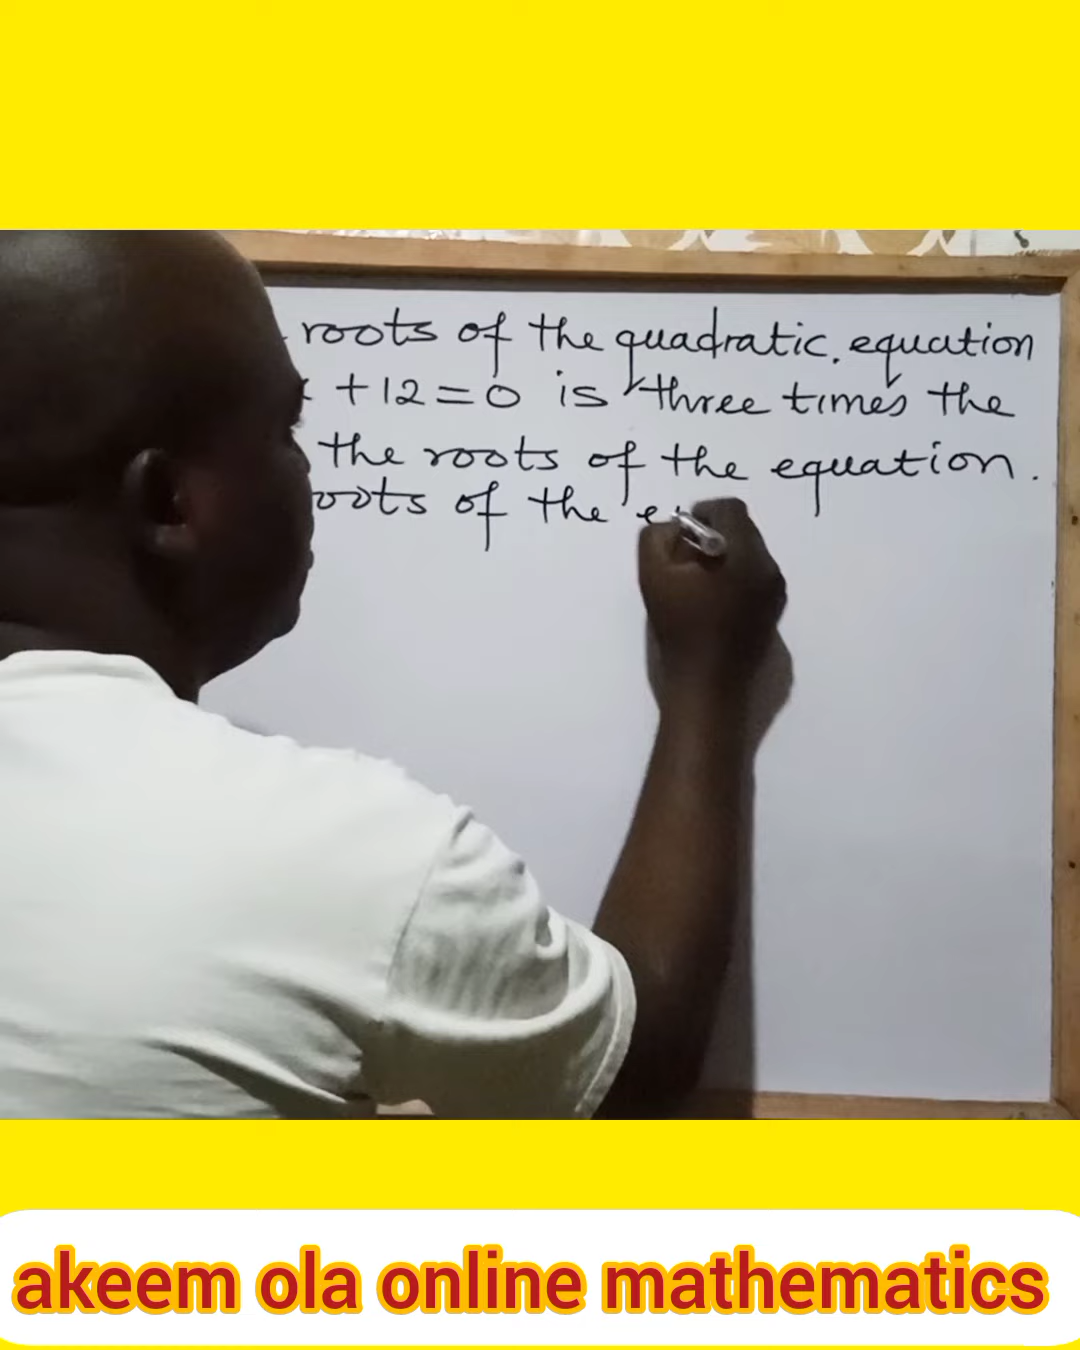 roots of the quadratic equation
+12=0 is three times the
the roots of the equation.
roots of the
akeem ola online mathematics